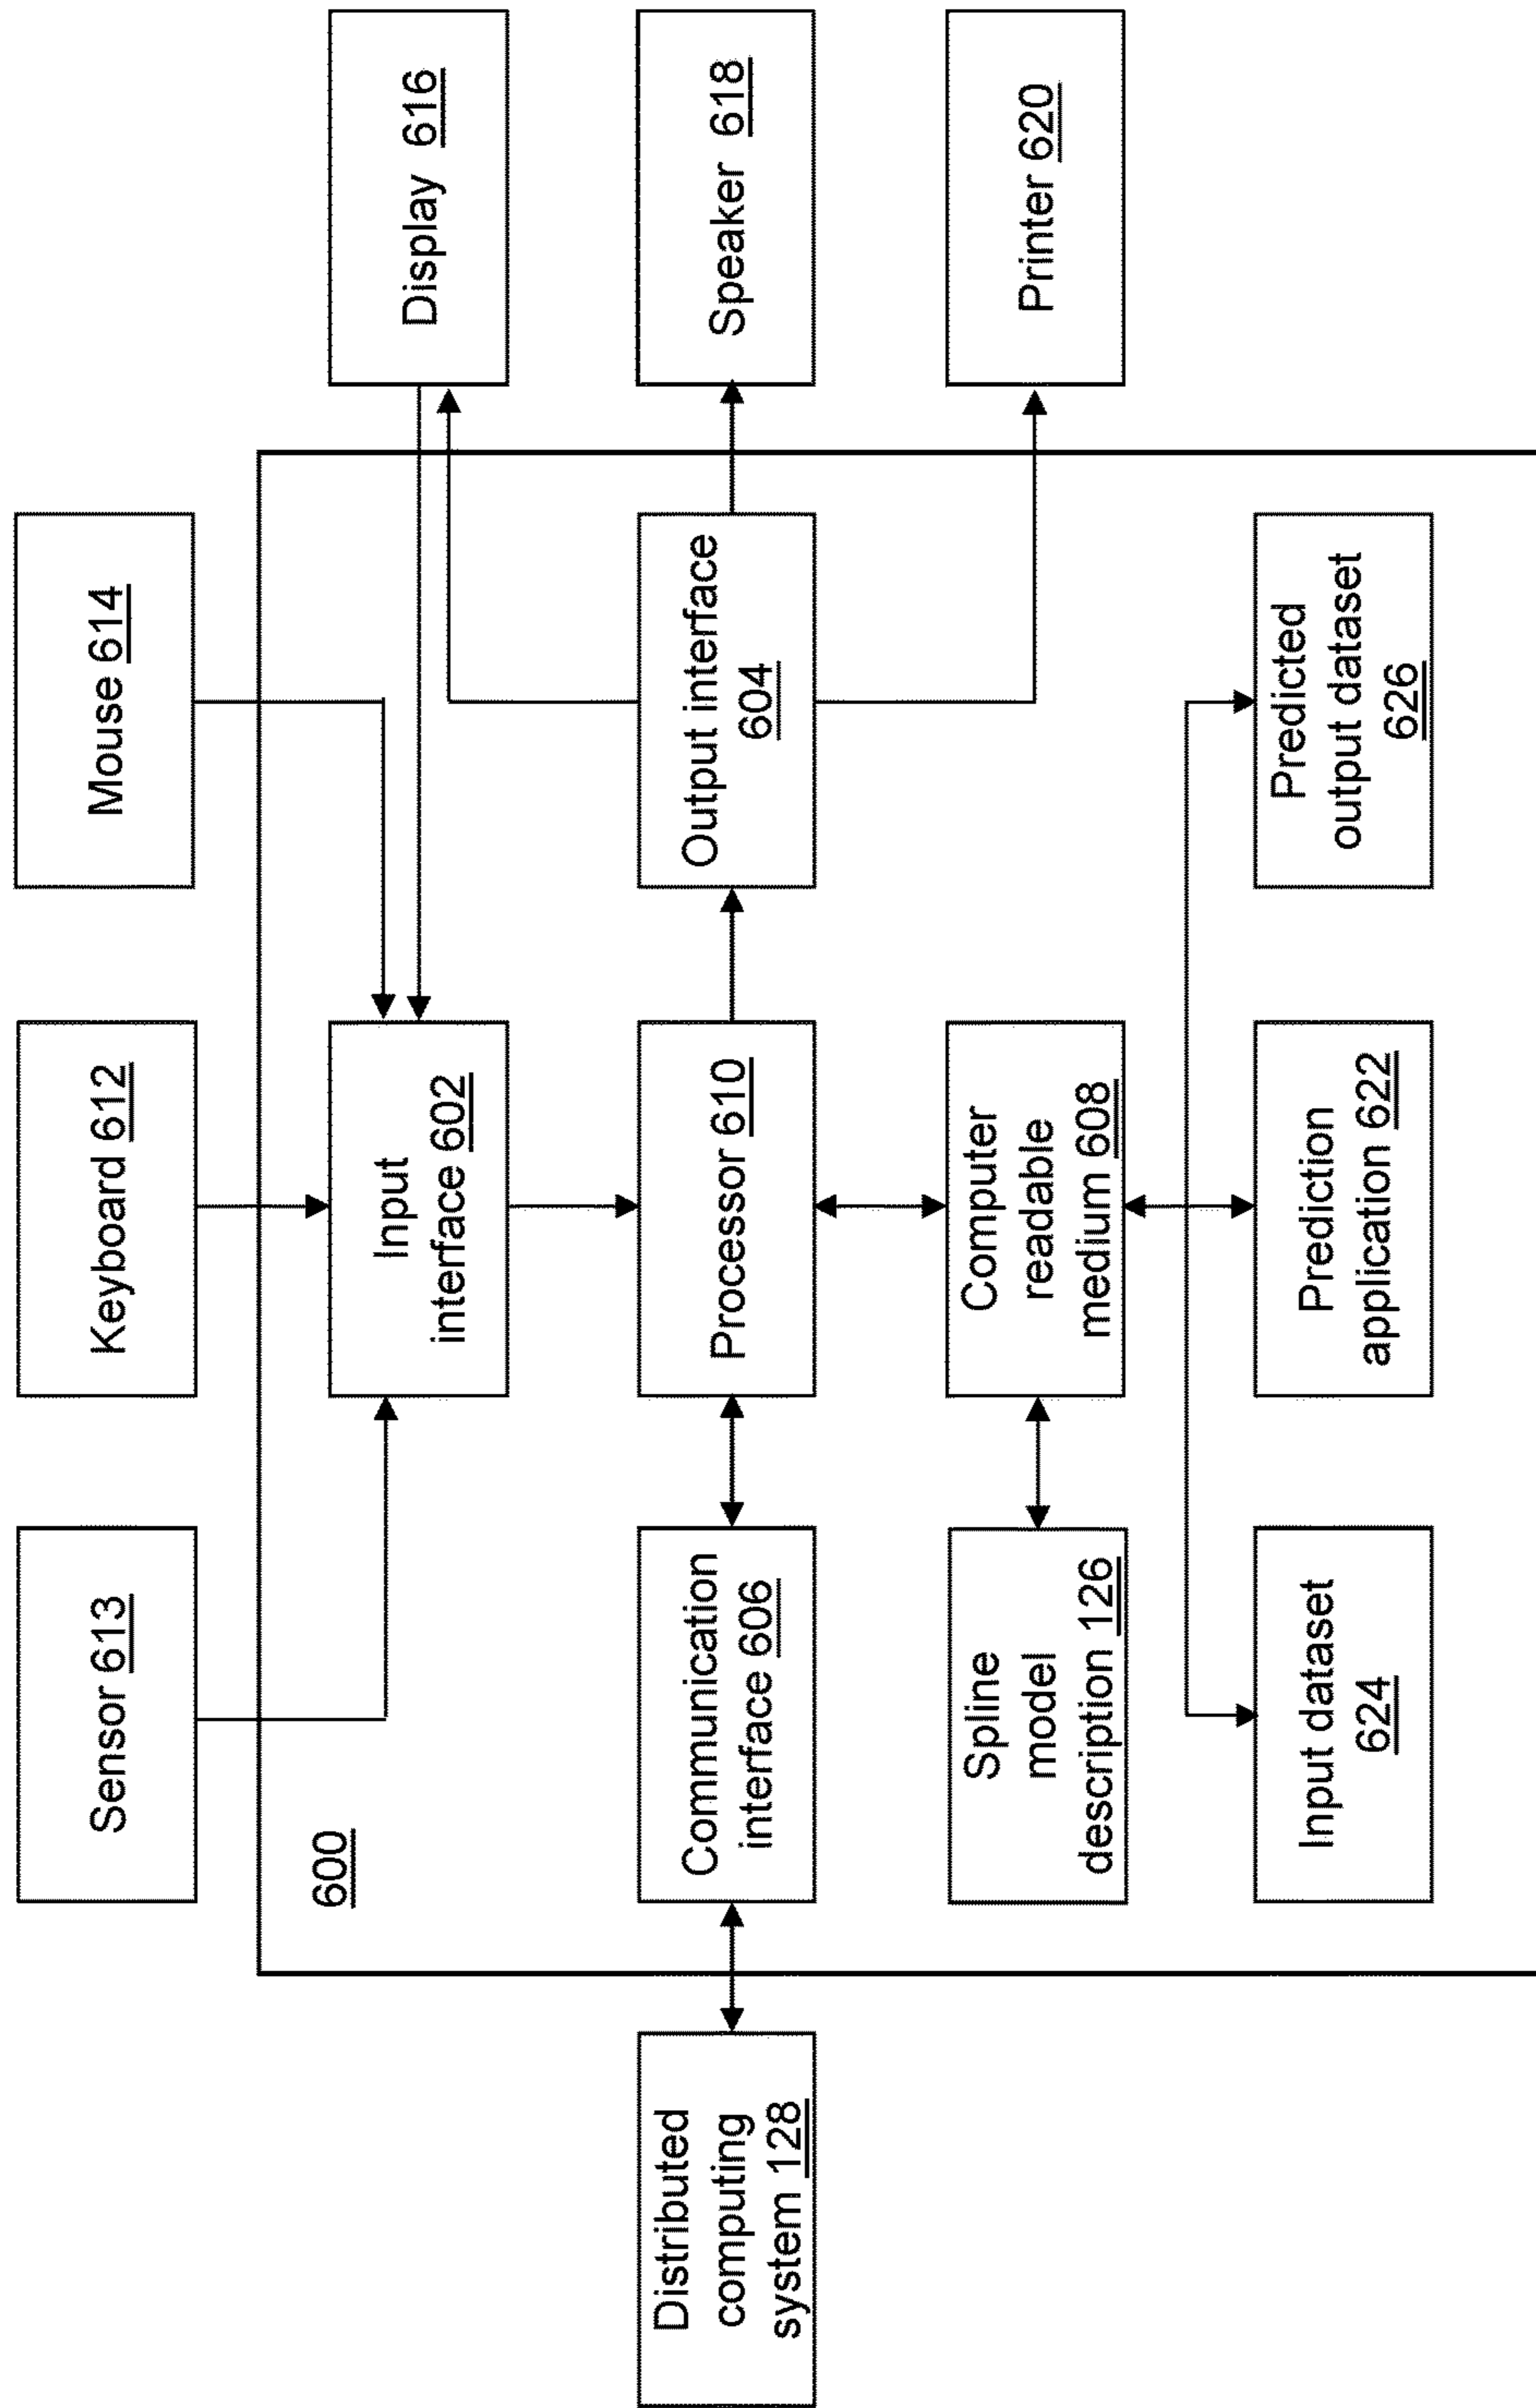 Sensor 613
Keyboard 612
Mouse 614
600
Input
interface 602
Display 616
Distributed
computing
system 128
Communication
interface 606
Processor 610
Output interface
604
Speaker 618
Spline
model
description 126
Computer
readable
medium 608
Printer 620
Input dataset
624
Prediction
application 622
Predicted
output dataset
626